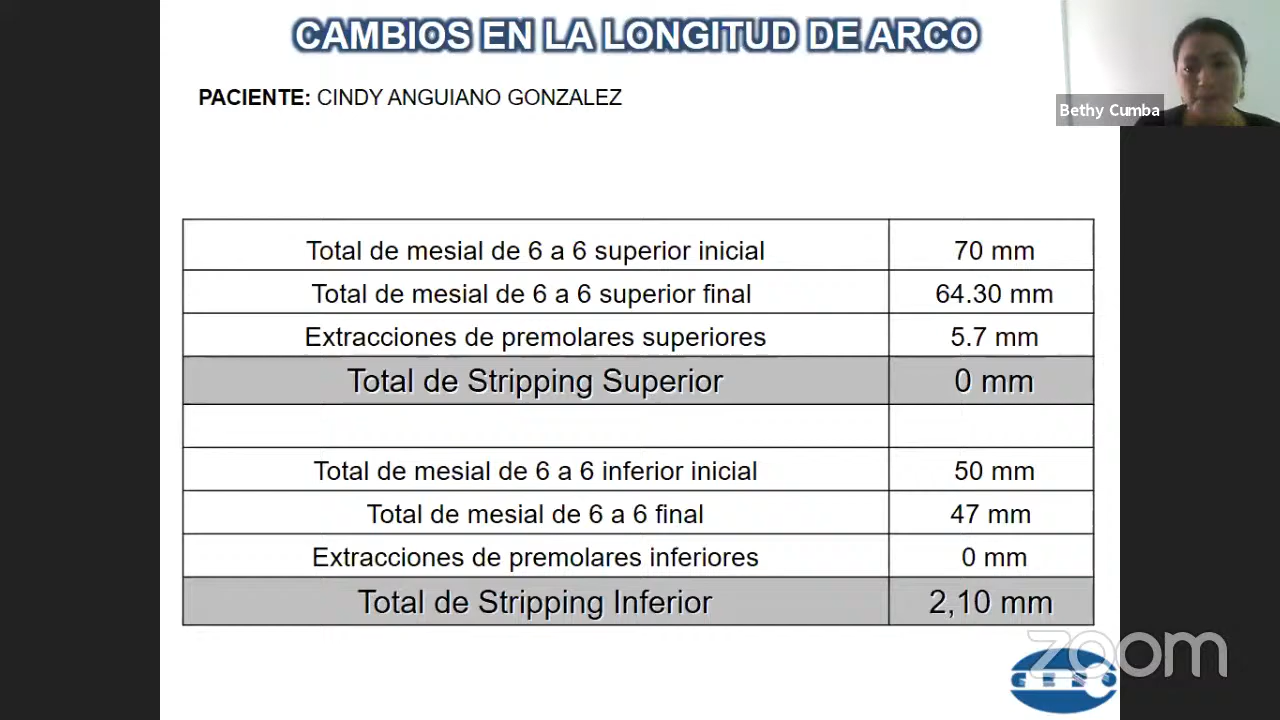 CAMBIOS EN LA LONGITUD DE ARCO
PACIENTE: CINDY ANGUIANO GONZALEZ
Bethy Cumba
Total de mesial de 6 a 6 superior inicial 70 mm
Total de mesial de 6 a 6 superior final 64.30 mm
Extracciones de premolares superiores 5.7 mm
Total de Stripping Superior 0 mm
Total de mesial de 6 a 6 inferior inicial 50 mm
Total de mesial de 6 a 6 final 47 mm
Extracciones de premolares inferiores 0 mm
Total de Stripping Inferior 2,10 mm
zoom